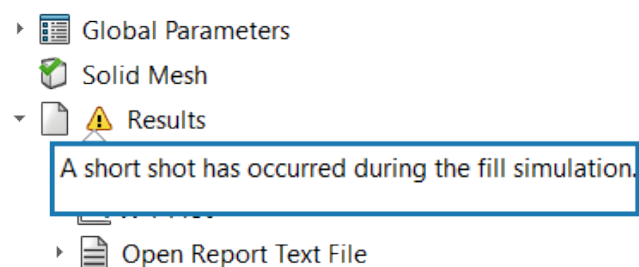 Global Parameters
Solid Mesh
Results
A short shot has occurred during the fill simulation.
Open Report Text File